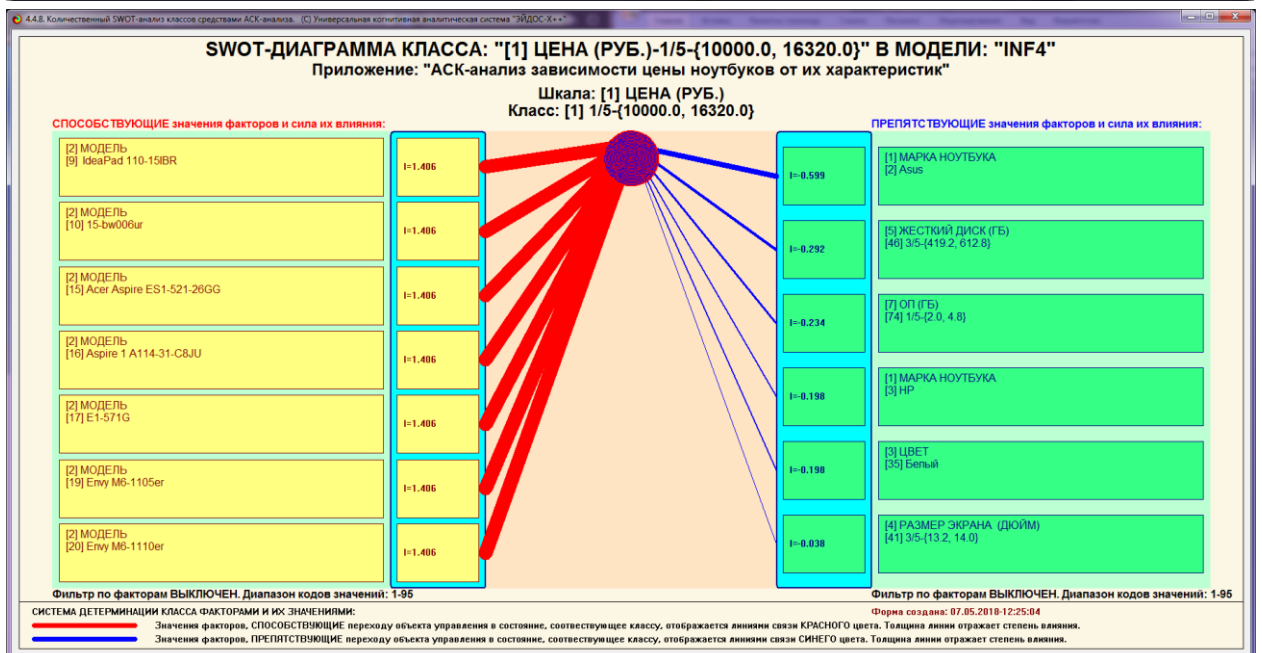 4.4.8. Количественный SWOT-анализ классов средствами АСК-анализа. (C) Универсальная когнитивная аналитическая система "ЭЙДОС-X++"
SWOT-ДИАГРАММА КЛАССА: "[1] ЦЕНА (РУБ.)-1/5-{10000.0, 16320.0}" В МОДЕЛИ: "INF4"
Приложение: "АСК-анализ зависимости цены ноутбуков от их характеристик"
Шкала: [1] ЦЕНА (РУБ.)
Класс: [1] 1/5-{10000.0, 16320.0}
СПОСОБСТВУЮЩИЕ значения факторов и сила их влияния:
[2] МОДЕЛЬ
[9] IdeaPad 110-15IBR
I=1.406
[2] МОДЕЛЬ
[10] 15-bw006ur
I=1.406
[2] МОДЕЛЬ
[15] Acer Aspire ES1-521-26GG
I=1.406
[2] МОДЕЛЬ
[16] Aspire 1 A114-31-C8JU
I=1.406
[2] МОДЕЛЬ
[17] E1-571G
I=1.406
[2] МОДЕЛЬ
[19] Envy M6-1105er
I=1.406
[2] МОДЕЛЬ
[20] Envy M6-1110er
I=1.406
Фильтр по факторам ВЫКЛЮЧЕН. Диапазон кодов значений: 1-95
ПРЕПЯТСТВУЮЩИЕ значения факторов и сила их влияния:
I=-0.599
[1] МАРКА НОУТБУКА
[2] Asus
I=-0.292
[5] ЖЕСТКИЙ ДИСК (ГБ)
[46] 3/5-{419.2, 612.8}
I=-0.234
[7] ОП (ГБ)
[74] 1/5-{2.0, 4.8}
I=-0.198
[1] МАРКА НОУТБУКА
[3] HP
I=-0.198
[3] ЦВЕТ
[35] Белый
I=-0.038
[4] РАЗМЕР ЭКРАНА (ДЮЙМ)
[41] 3/5-{13.2, 14.0}
Фильтр по факторам ВЫКЛЮЧЕН. Диапазон кодов значений: 1-95
СИСТЕМА ДЕТЕРМИНАЦИИ КЛАССА ФАКТОРАМИ И ИХ ЗНАЧЕНИЯМИ:
Форма создана: 07.05.2018-12:25:04
Значения факторов, СПОСОБСТВУЮЩИЕ переходу объекта управления в состояние, соотвествующее классу, отображается линиями связи КРАСНОГО цвета. Толщина линии отражает степень влияния.
Значения факторов, ПРЕПЯТСТВУЮЩИЕ переходу объекта управления в состояние, соотвествующее классу, отображается линиями связи СИНЕГО цвета. Толщина линии отражает степень влияния.